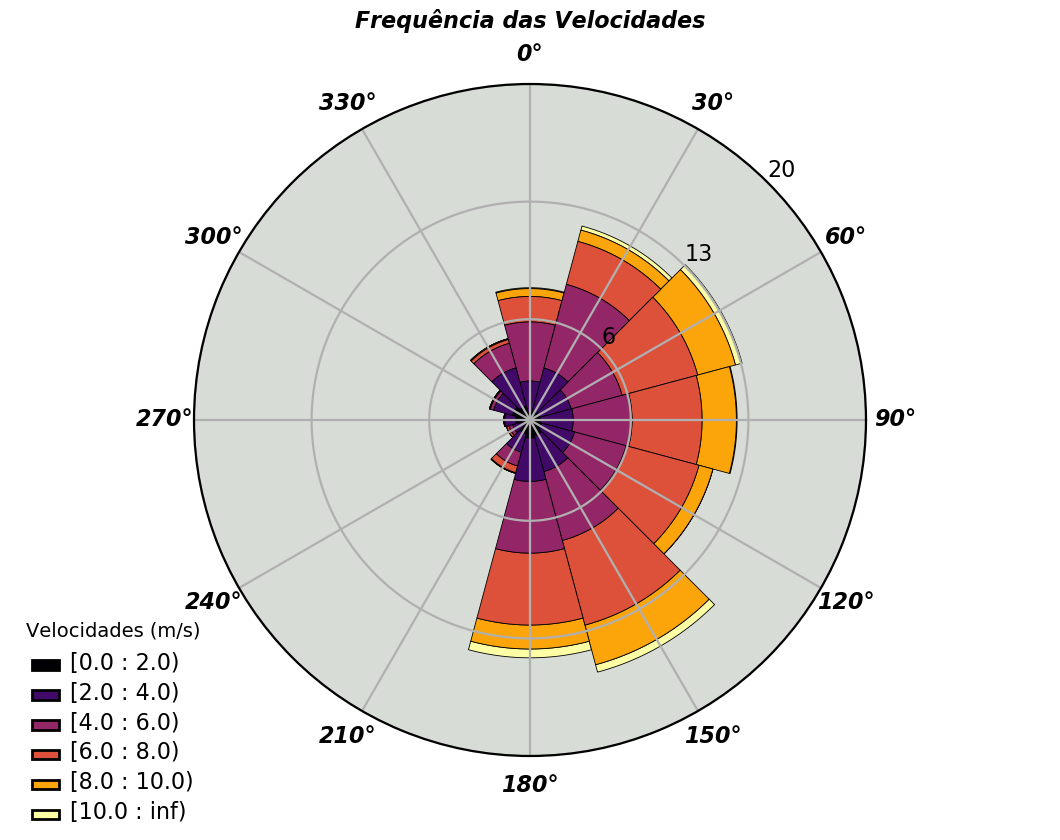 Frequência das Velocidades
0°
330°
30°
20
300°
60°
13
6
270°
90°
240°
120°
210°
150°
180°
Velocidades (m/s)
[0.0 : 2.0)
[2.0 : 4.0)
[4.0 : 6.0)
[6.0 : 8.0)
[8.0 : 10.0)
[10.0 : inf)